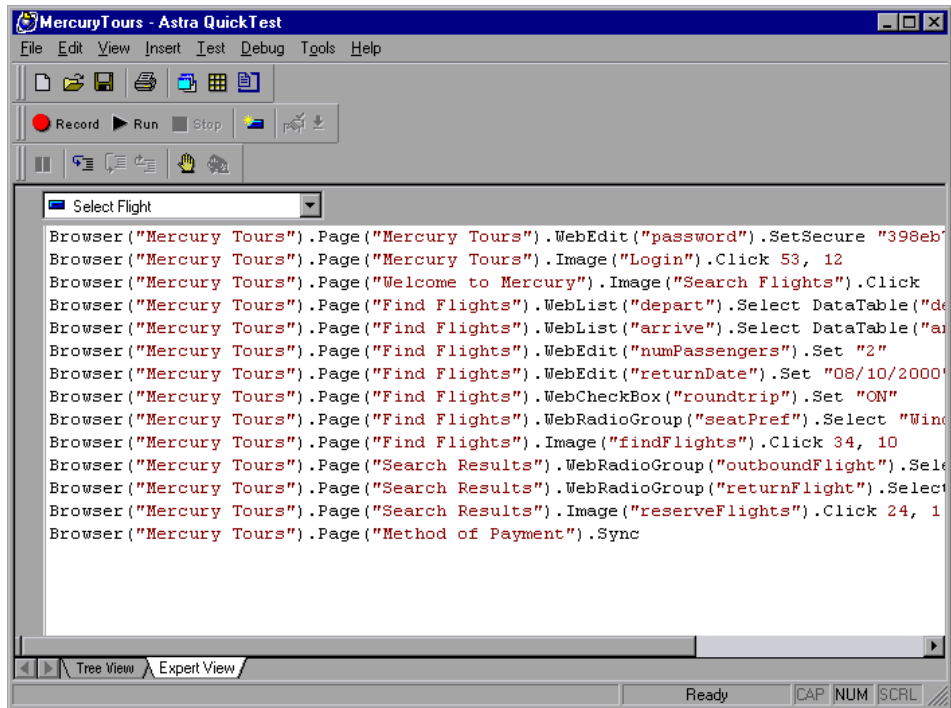 MercuryTours - Astra QuickTest
File Edit View Insert Test Debug Tools Help
Record Run Stop
Select Flight
Browser("Mercury Tours").Page("Mercury Tours").WebEdit("password").SetSecure "398eb
Browser("Mercury Tours").Page("Mercury Tours").Image("Login").Click 53, 12
Browser("Mercury Tours").Page("Welcome to Mercury").Image("Search Flights").Click
Browser("Mercury Tours").Page("Find Flights").WebList("depart").Select DataTable("de
Browser("Mercury Tours").Page("Find Flights").WebList("arrive").Select DataTable("ar
Browser("Mercury Tours").Page("Find Flights").WebEdit("numPassengers").Set "2"
Browser("Mercury Tours").Page("Find Flights").WebEdit("returnDate").Set "08/10/2000"
Browser("Mercury Tours").Page("Find Flights").WebCheckBox("roundtrip").Set "ON"
Browser("Mercury Tours").Page("Find Flights").WebRadioGroup("seatPref").Select "Wind
Browser("Mercury Tours").Page("Find Flights").Image("findFlights").Click 34, 10
Browser("Mercury Tours").Page("Search Results").WebRadioGroup("outboundFlight").Sele
Browser("Mercury Tours").Page("Search Results").WebRadioGroup("returnFlight").Select
Browser("Mercury Tours").Page("Search Results").Image("reserveFlights").Click 24, 1
Browser("Mercury Tours").Page("Method of Payment").Sync
Tree View Expert View
Ready CAP NUM SCRL